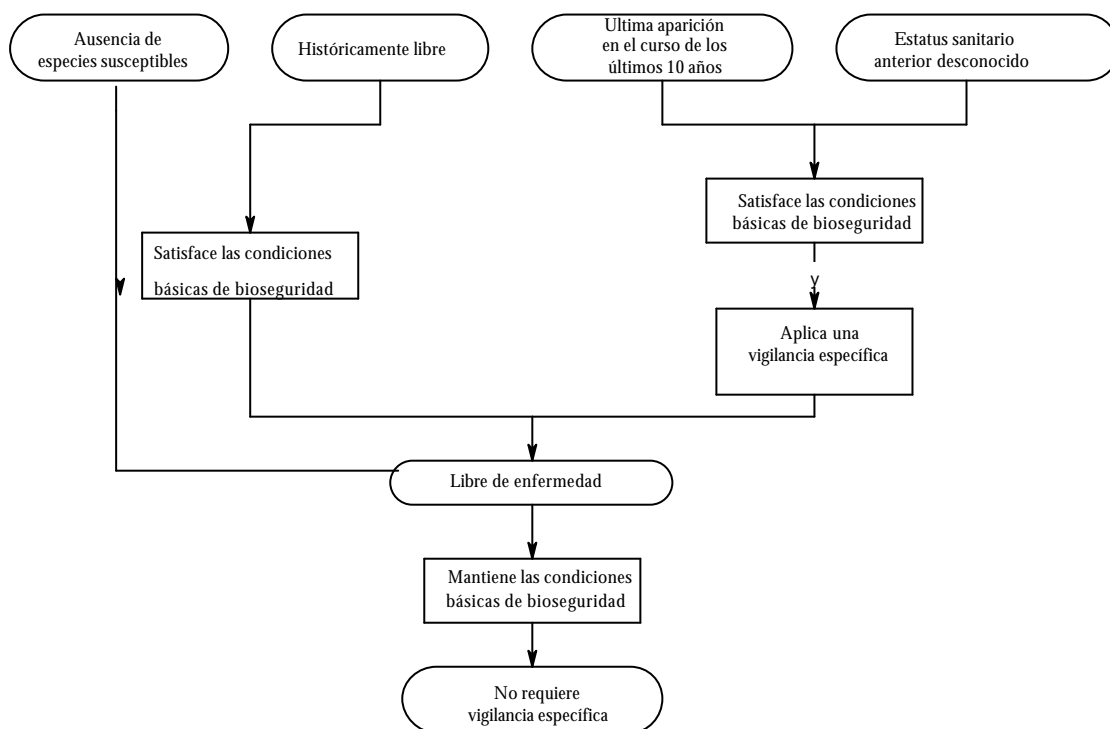 Ausencia de
especies susceptibles
Históricamente libre
Ultima aparición
en el curso de los
últimos 10 años
Estatus sanitario
anterior desconocido
Satisface las condiciones
básicas de bioseguridad
Satisface las condiciones
básicas de bioseguridad
y
Aplica una
vigilancia específica
Libre de enfermedad
Mantiene las condiciones
básicas de bioseguridad
No requiere
vigilancia específica